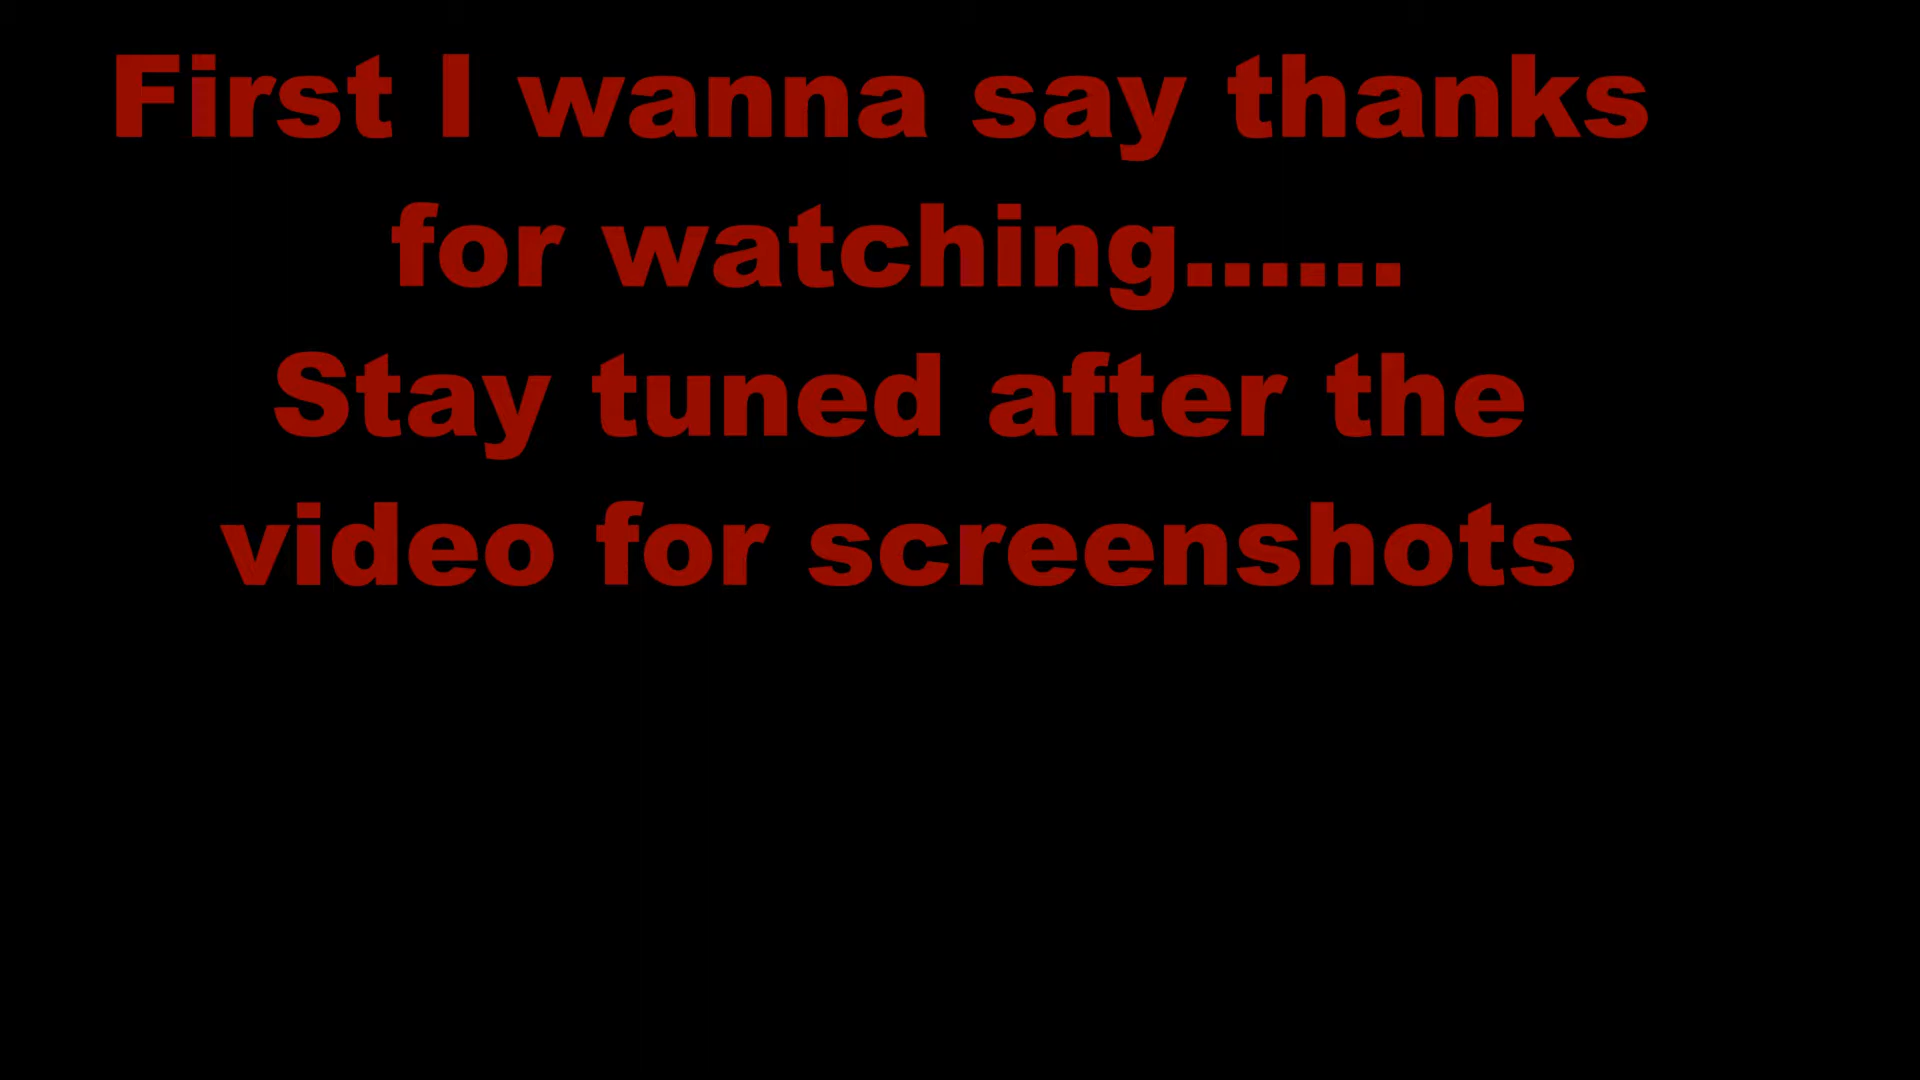 First I wanna say thanks
for watching......
Stay tuned after the
video for screenshots